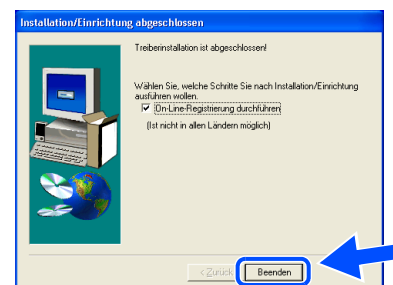 Installation/Einrichtung abgeschlossen
Treiberinstallation ist abgeschlossen!
Wählen Sie, welche Schritte Sie nach Installation/Einrichtung
ausführen wollen.
On-Line-Registrierung durchführen
(Ist nicht in allen Ländern möglich)
< Zurück
Beenden